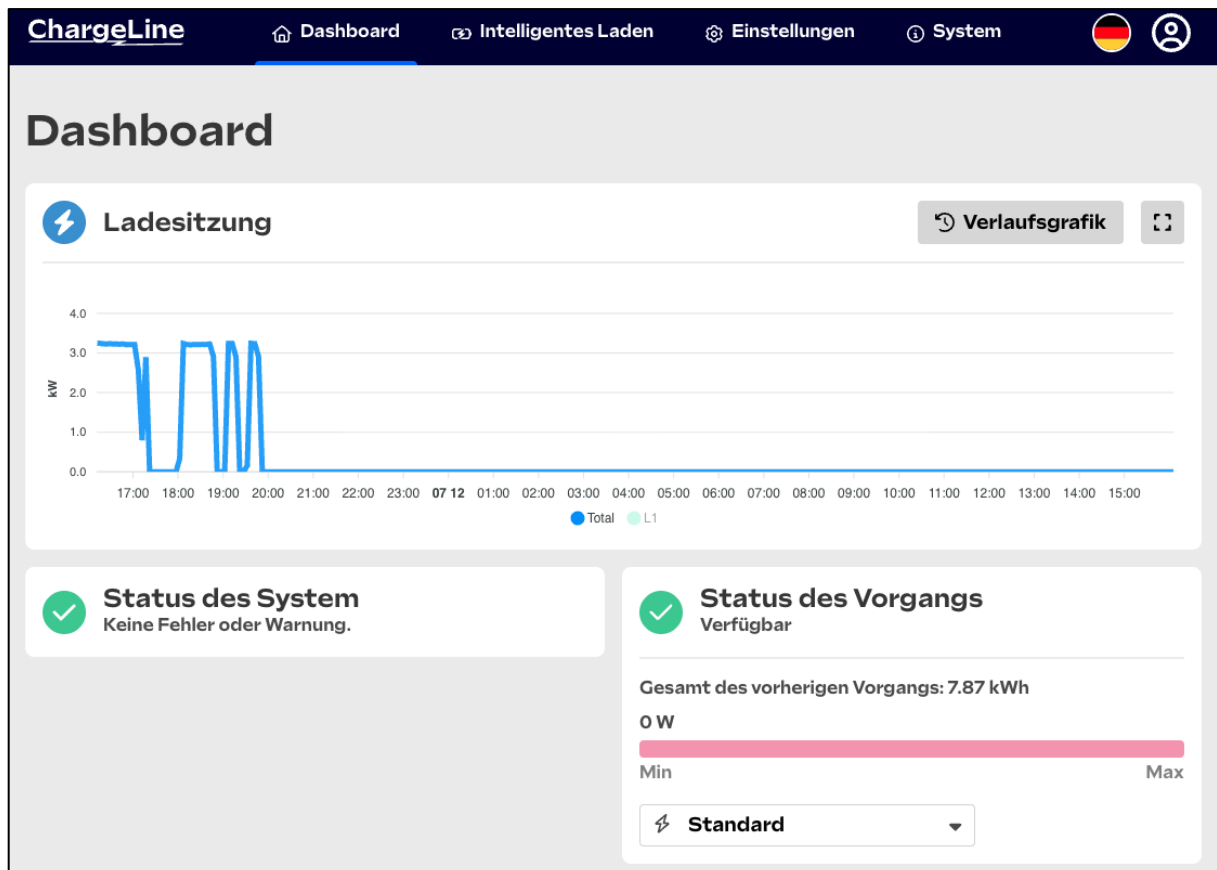 ChargeLine Dashboard Intelligentes Laden Einstellungen System
Dashboard
Ladesitzung
Verlaufsgrafik
4.0
3.0
2.0
1.0
0.0
kW
17:00 18:00 19:00 20:00 21:00 22:00 23:00 07 12 01:00 02:00 03:00 04:00 05:00 06:00 07:00 08:00 09:00 10:00 11:00 12:00 13:00 14:00 15:00
Total L1
Status des System
Keine Fehler oder Warnung.
Status des Vorgangs
Verfügbar
Gesamt des vorherigen Vorgangs: 7.87 kWh
0 W
Min Max
Standard